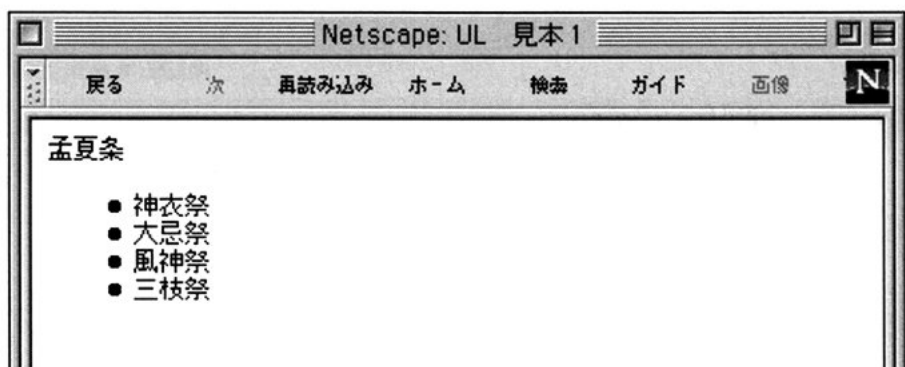 Netscape: UL 見本1
戻る 次 再読み込み ホーム 検索 ガイド 画像 N
孟夏条
● 神衣祭
● 大忌祭
● 風神祭
● 三枝祭